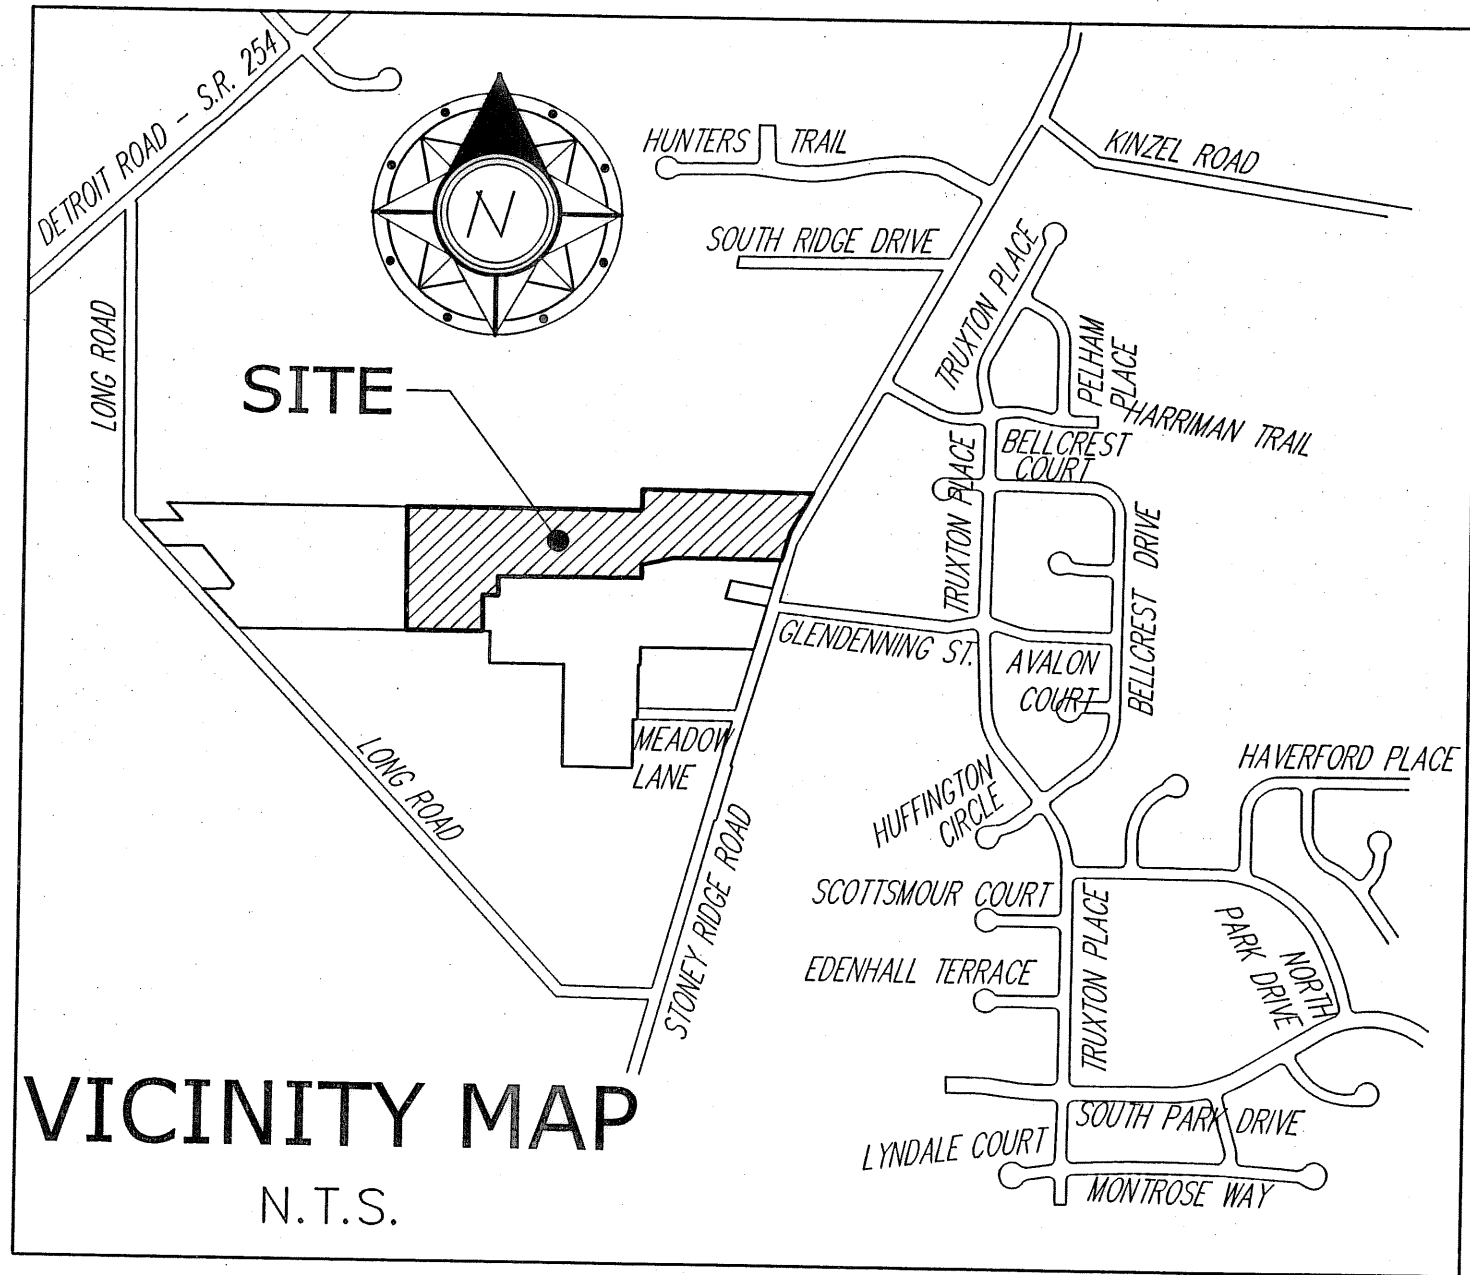 DETROIT ROAD - S.R. 254
HUNTERS TRAIL
KINZEL ROAD
N
SOUTH RIDGE DRIVE
TRUXTON PLACE
LONG ROAD
PELHAM
PLACE
SITE
HARRIMAN TRAIL
BELLCREST
COURT
TRUXTON PLACE
BELLCREST DRIVE
GLENDENNING ST.
AVALON
COURT
MEADOW
LANE
LONG ROAD
HAVERFORD PLACE
HUFFINGTON
CIRCLE
STONEY RIDGE ROAD
SCOTTSMOUR COURT
TRUXTON PLACE
NORTH
PARK DRIVE
EDENHALL TERRACE
VICINITY MAP
SOUTH PARK DRIVE
LYNDALE COURT
MONTROSE WAY
N.T.S.